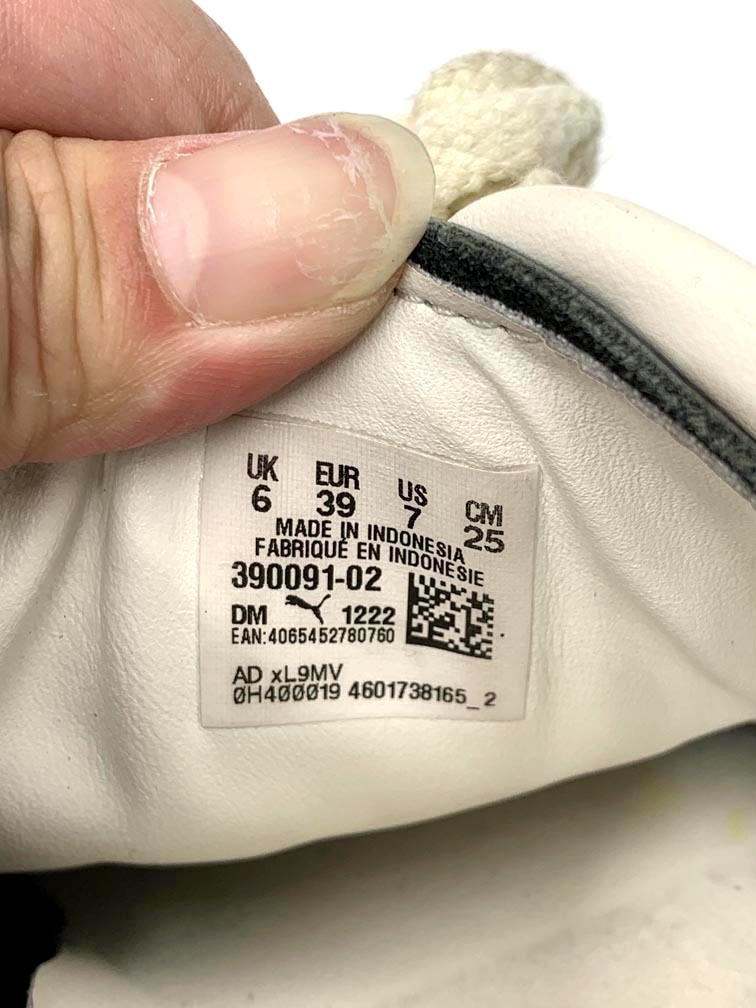 UK EUR US CM
6 39 7 25
MADE IN INDONESIA
FABRIQUÉ EN INDONESIE
390091-02
DM 1222
EAN:4065452780760
AD xL9MV
0H400019 4601738165_2